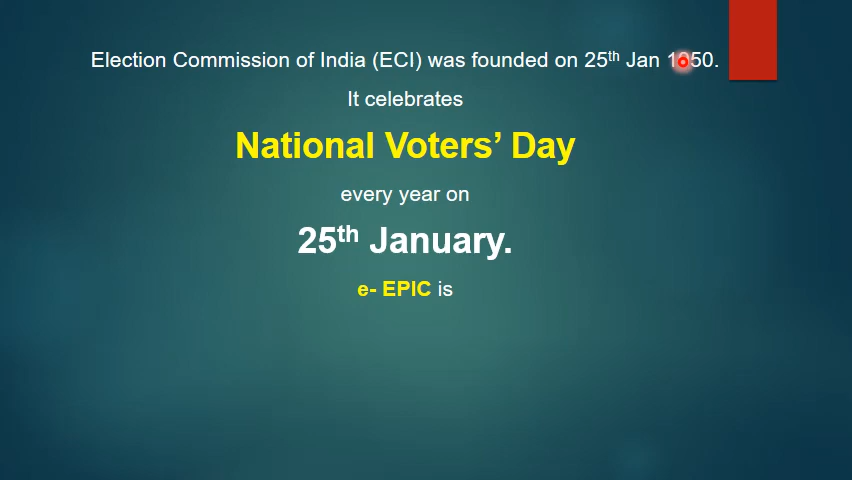 Election Commission of India (ECI) was founded on 25th Jan 1950.
It celebrates
National Voters’ Day
every year on
25th January.
e- EPIC is